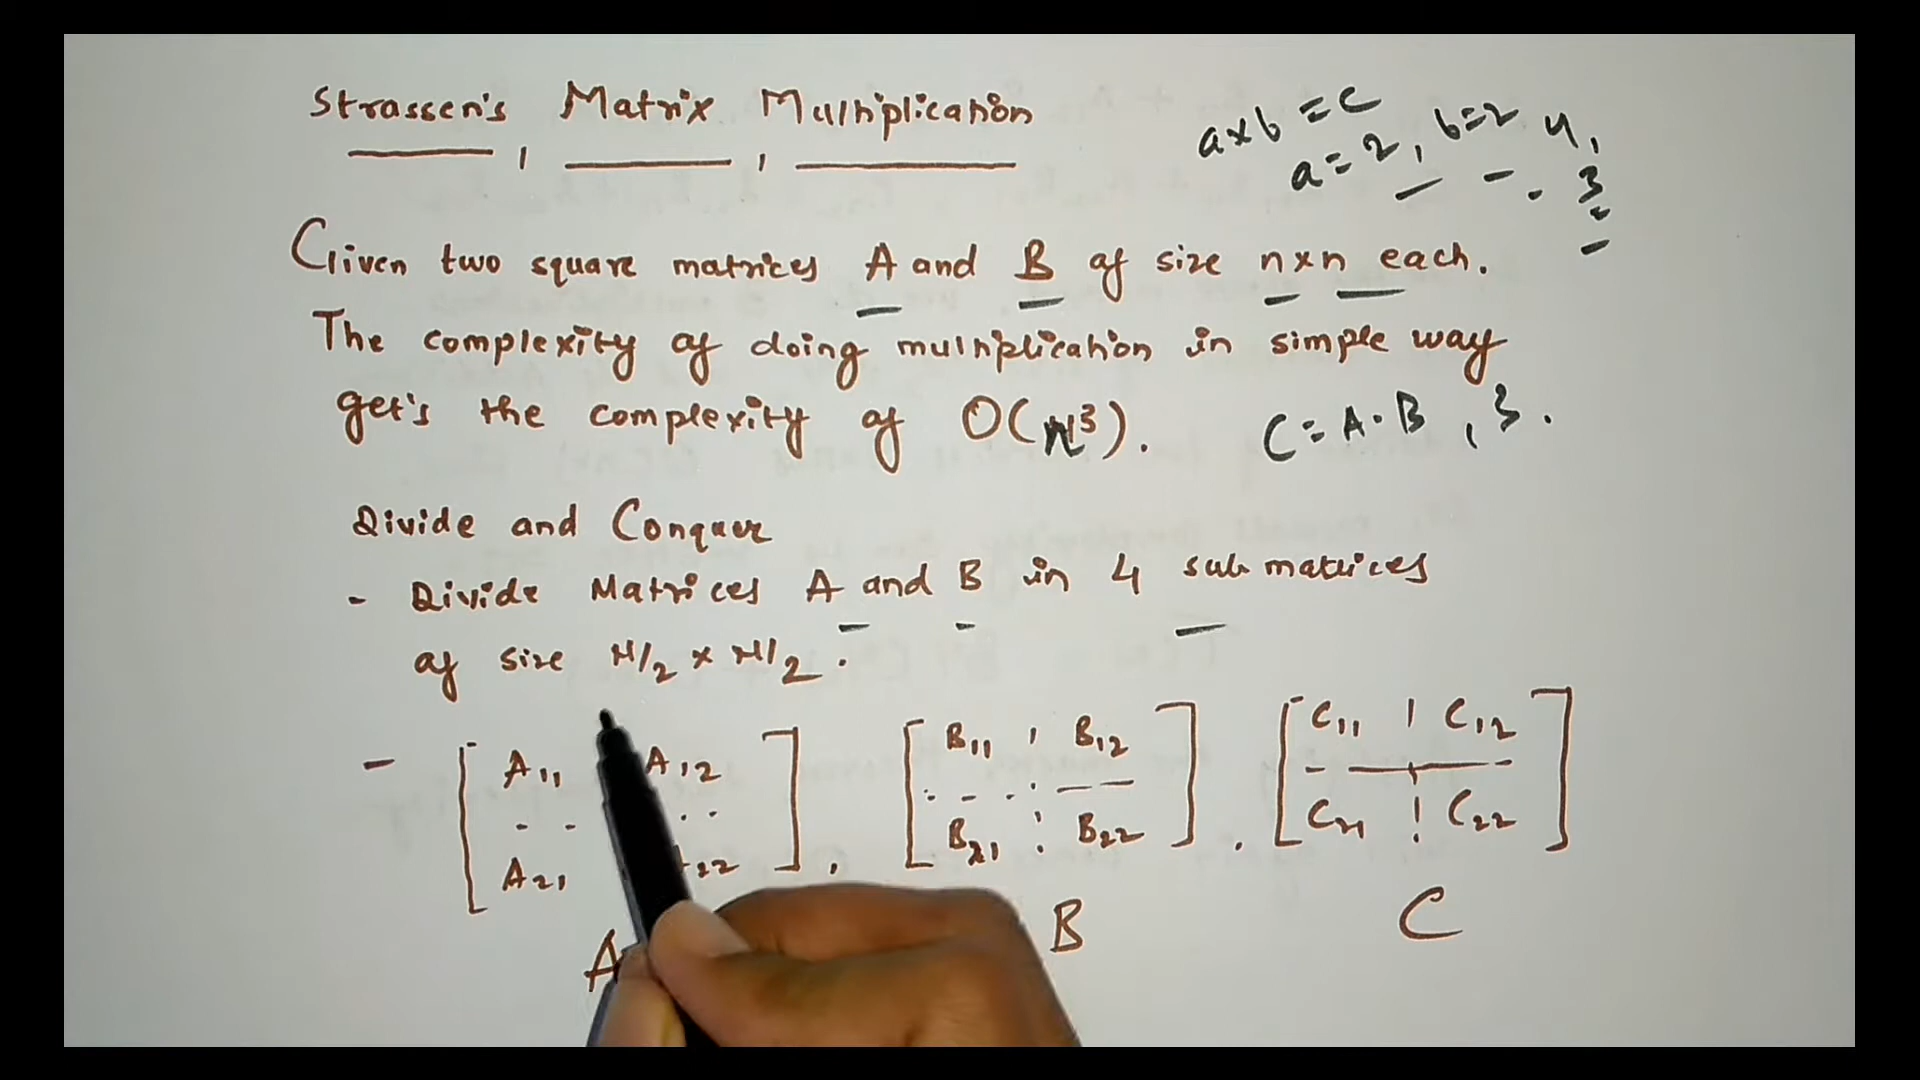 Strassen's Matrix Multiplication
a×b = c
a=2, b=2 4,
3
Given two square matrices A and B of size n×n each.
The complexity of doing multiplication in simple way
get's the complexity of O(n³).
C = A·B , 3.
Divide and Conquer
- Divide Matrices A and B in 4 sub matrices
of size N/2 × N/2.
- [ A11 A12 ], [ B11 B12 ], [ C11 C12 ]
[ A21 22 ] [ B21 B22 ] [ C21 C22 ]
A B C